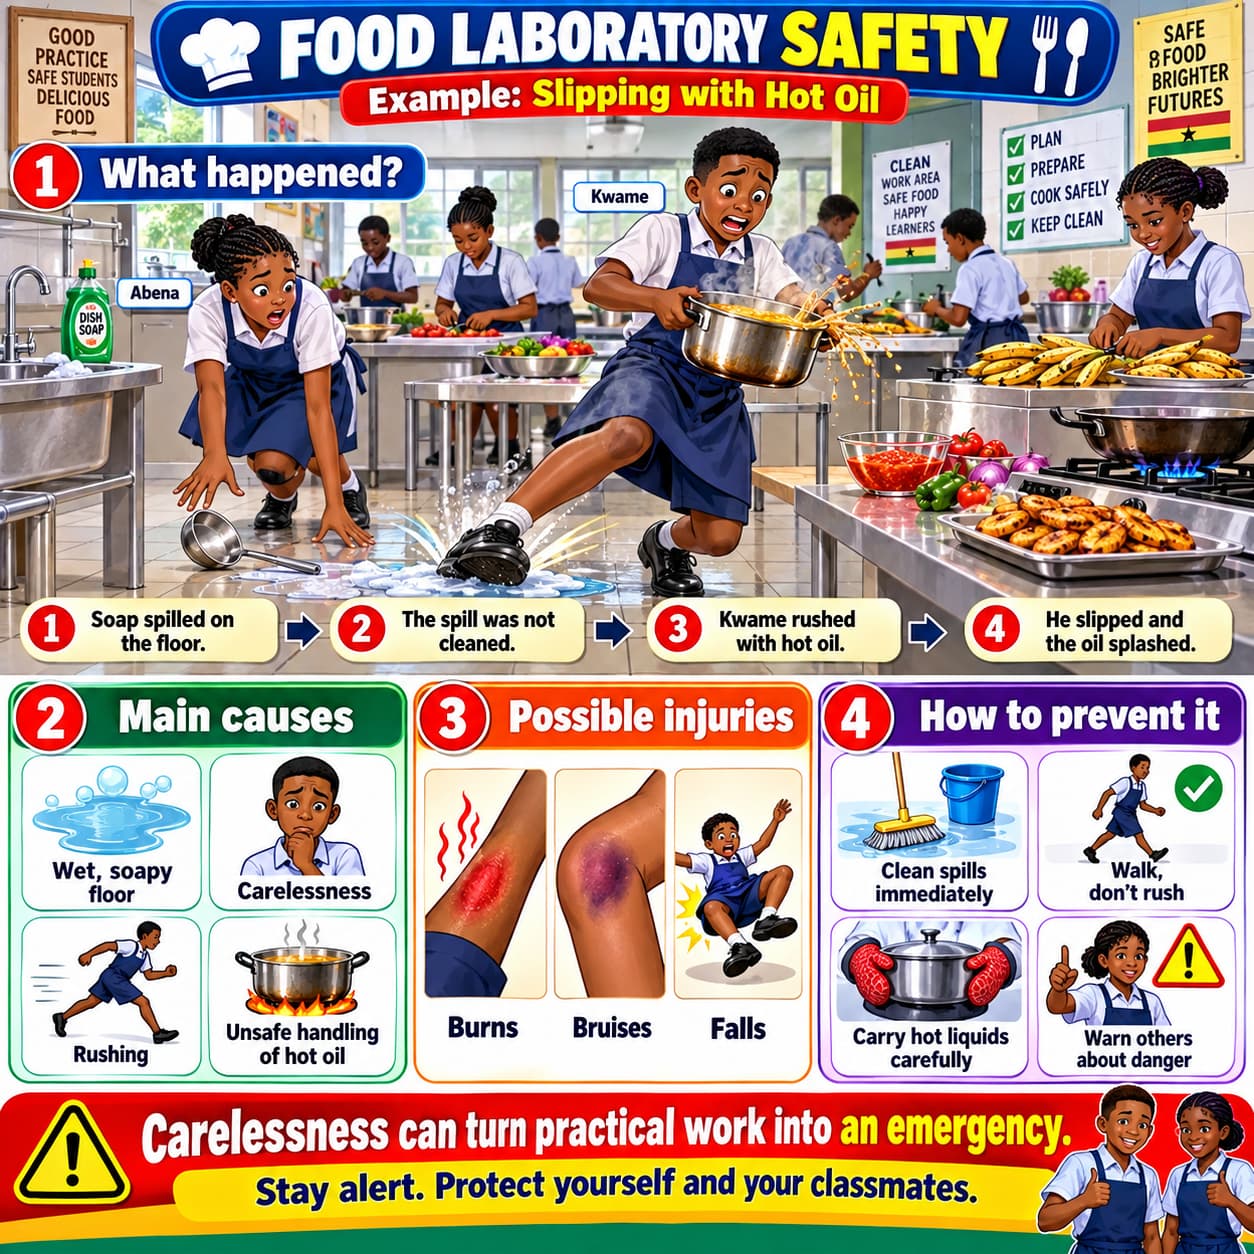 GOOD
PRACTICE
SAFE STUDENTS
DELICIOUS
FOOD
FOOD LABORATORY SAFETY
Example: Slipping with Hot Oil
SAFE
& FOOD
BRIGHTER
FUTURES
1 What happened?
Kwame
Abena
DISH
SOAP
CLEAN
WORK AREA
SAFE FOOD
HAPPY
LEARNERS
PLAN
PREPARE
COOK SAFELY
KEEP CLEAN
1 Soap spilled on
the floor.
2 The spill was not
cleaned.
3 Kwame rushed
with hot oil.
4 He slipped and
the oil splashed.
2 Main causes
Wet, soapy
floor
Carelessness
Rushing
Unsafe handling
of hot oil
3 Possible injuries
Burns
Bruises
Falls
4 How to prevent it
Clean spills
immediately
Walk,
don't rush
Carry hot liquids
carefully
Warn others
about danger
Carelessness can turn practical work into an emergency.
Stay alert. Protect yourself and your classmates.